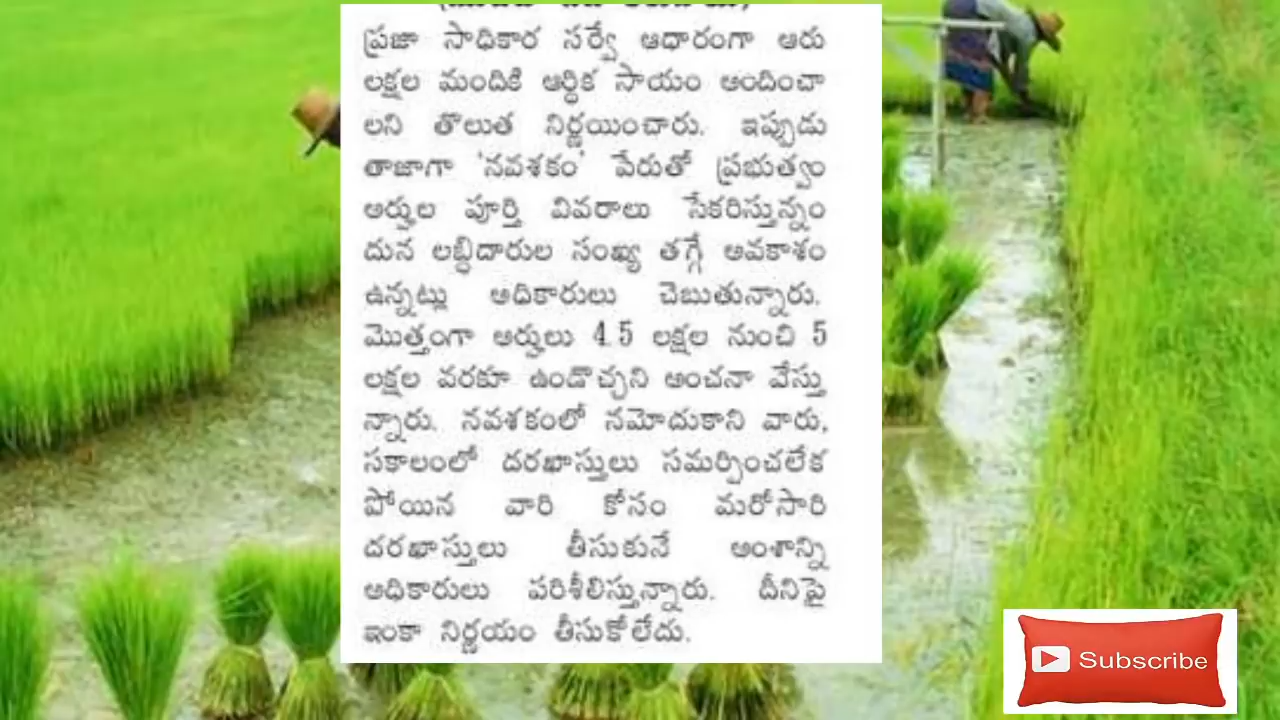 ప్రజా సాధికార సర్వే ఆధారంగా ఆరు
లక్షల మందికి ఆర్థిక సాయం అందించా
లని తొలుత నిర్ణయించారు. ఇప్పుడు
తాజాగా 'నవశకం' పేరుతో ప్రభుత్వం
అర్హుల పూర్తి వివరాలు సేకరిస్తున్నం
దున లబ్ధిదారుల సంఖ్య తగ్గే అవకాశం
ఉన్నట్లు అధికారులు చెబుతున్నారు.
మొత్తంగా అర్హులు 4.5 లక్షల నుంచి 5
లక్షల వరకూ ఉండొచ్చని అంచనా వేస్తు
న్నారు. నవశకంలో నమోదుకాని వారు,
సకాలంలో దరఖాస్తులు సమర్పించలేక
పోయిన వారి కోసం మరోసారి
దరఖాస్తులు తీసుకునే అంశాన్ని
అధికారులు పరిశీలిస్తున్నారు. దీనిపై
ఇంకా నిర్ణయం తీసుకోలేదు.
Subscribe